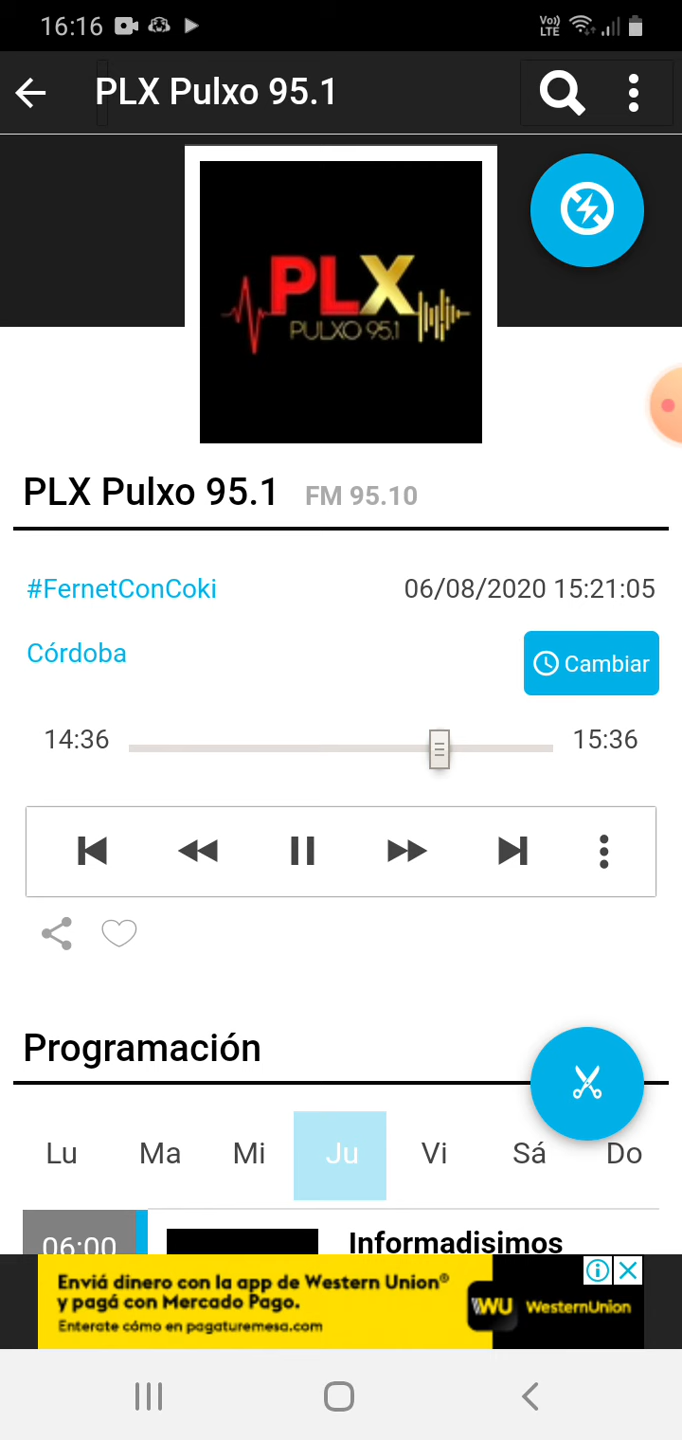 16:16
Vo)) LTE
PLX Pulxo 95.1
PLX
PULXO 95.1
PLX Pulxo 95.1 FM 95.10
#FernetConCoki 06/08/2020 15:21:05
Córdoba
Cambiar
14:36 15:36
Programación
Lu Ma Mi Ju Vi Sá Do
06:00 Informadisimos
Enviá dinero con la app de Western Union®
y pagá con Mercado Pago.
Enterate cómo en pagaturemesa.com
WU WesternUnion